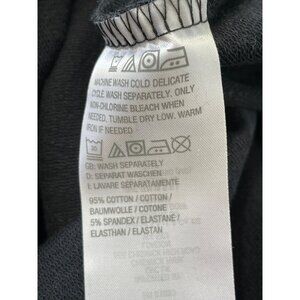 MACHINE WASH COLD DELICATE
CYCLE WASH SEPARATELY. ONLY
NON-CHLORINE BLEACH WHEN
NEEDED, TUMBLE DRY LOW. WARM
IRON IF NEEDED
30
GB: WASH SEPARATELY
D: SEPARAT WASCHEN
I: LAVARE SEPARATAMENTE
95% COTTON / COTTON /
BAUMWOLLE / COTONE
5% SPANDEX / ELASTANE /
ELASTHAN / ELASTAN